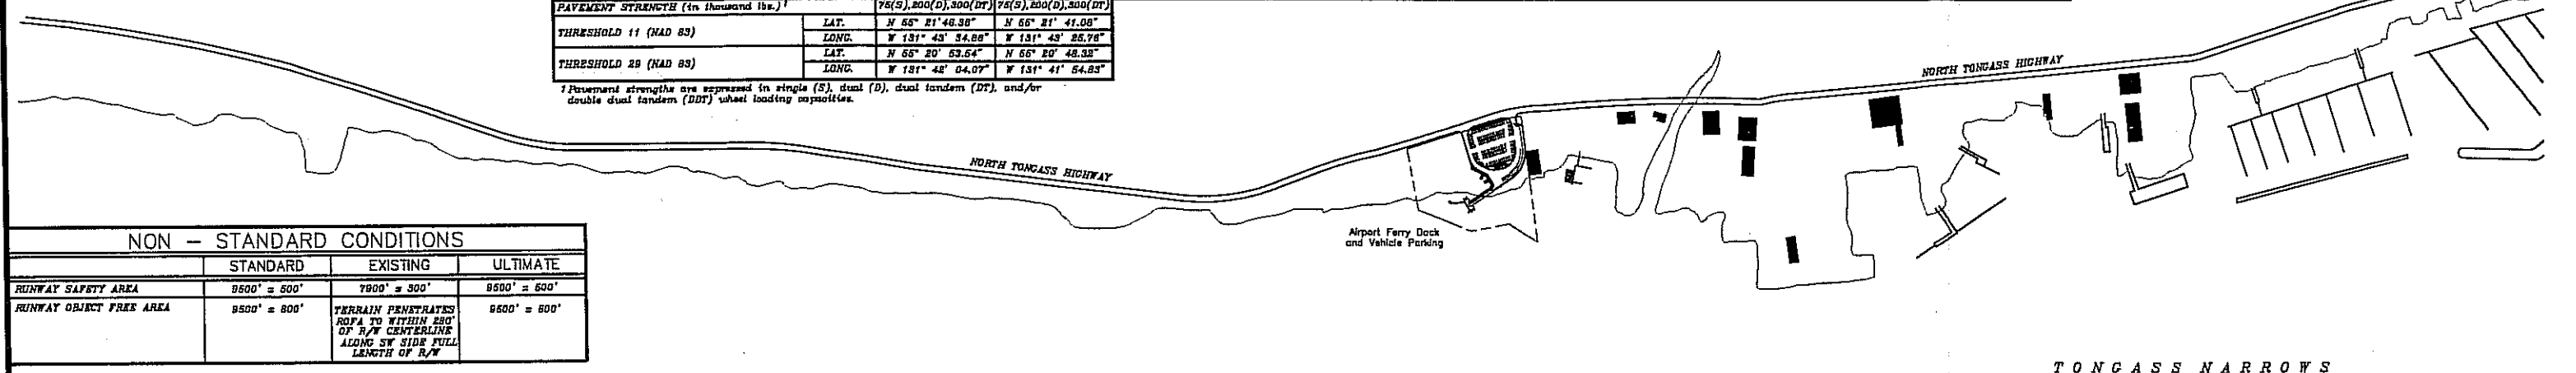 PAVEMENT STRENGTH (in thousand lbs.) 1 75(S),200(D),300(DT) 75(S),200(D),300(DT)
THRESHOLD 11 (NAD 83) LAT. N 55° 21' 46.38" N 55° 21' 41.08"
LONG. W 131° 43' 34.86" W 131° 43' 25.76"
THRESHOLD 29 (NAD 83) LAT. N 55° 20' 53.54" N 55° 20' 48.32"
LONG. W 131° 42' 04.07" W 131° 41' 54.83"
1 Pavement strengths are expressed in single (S), dual (D), dual tandem (DT), and/or
double dual tandem (DDT) wheel loading capacities.
NORTH TONGASS HIGHWAY
NORTH TONGASS HIGHWAY
Airport Ferry Dock
and Vehicle Parking
NON - STANDARD CONDITIONS
STANDARD EXISTING ULTIMATE
RUNWAY SAFETY AREA 9500' x 500' 7900' x 300' 9500' x 500'
RUNWAY OBJECT FREE AREA 9500' x 800' TERRAIN PENETRATES 9500' x 600'
ROFA TO WITHIN 280'
OF R/W CENTERLINE
ALONG SW SIDE FULL
LENGTH OF R/W
TONGASS NARROWS